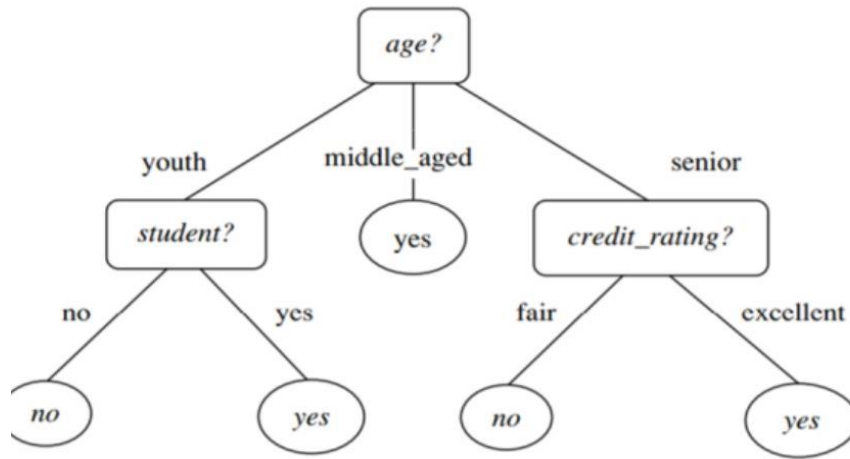 age?
youth
middle_aged
senior
student?
yes
credit_rating?
no
yes
fair
excellent
no
yes
no
yes